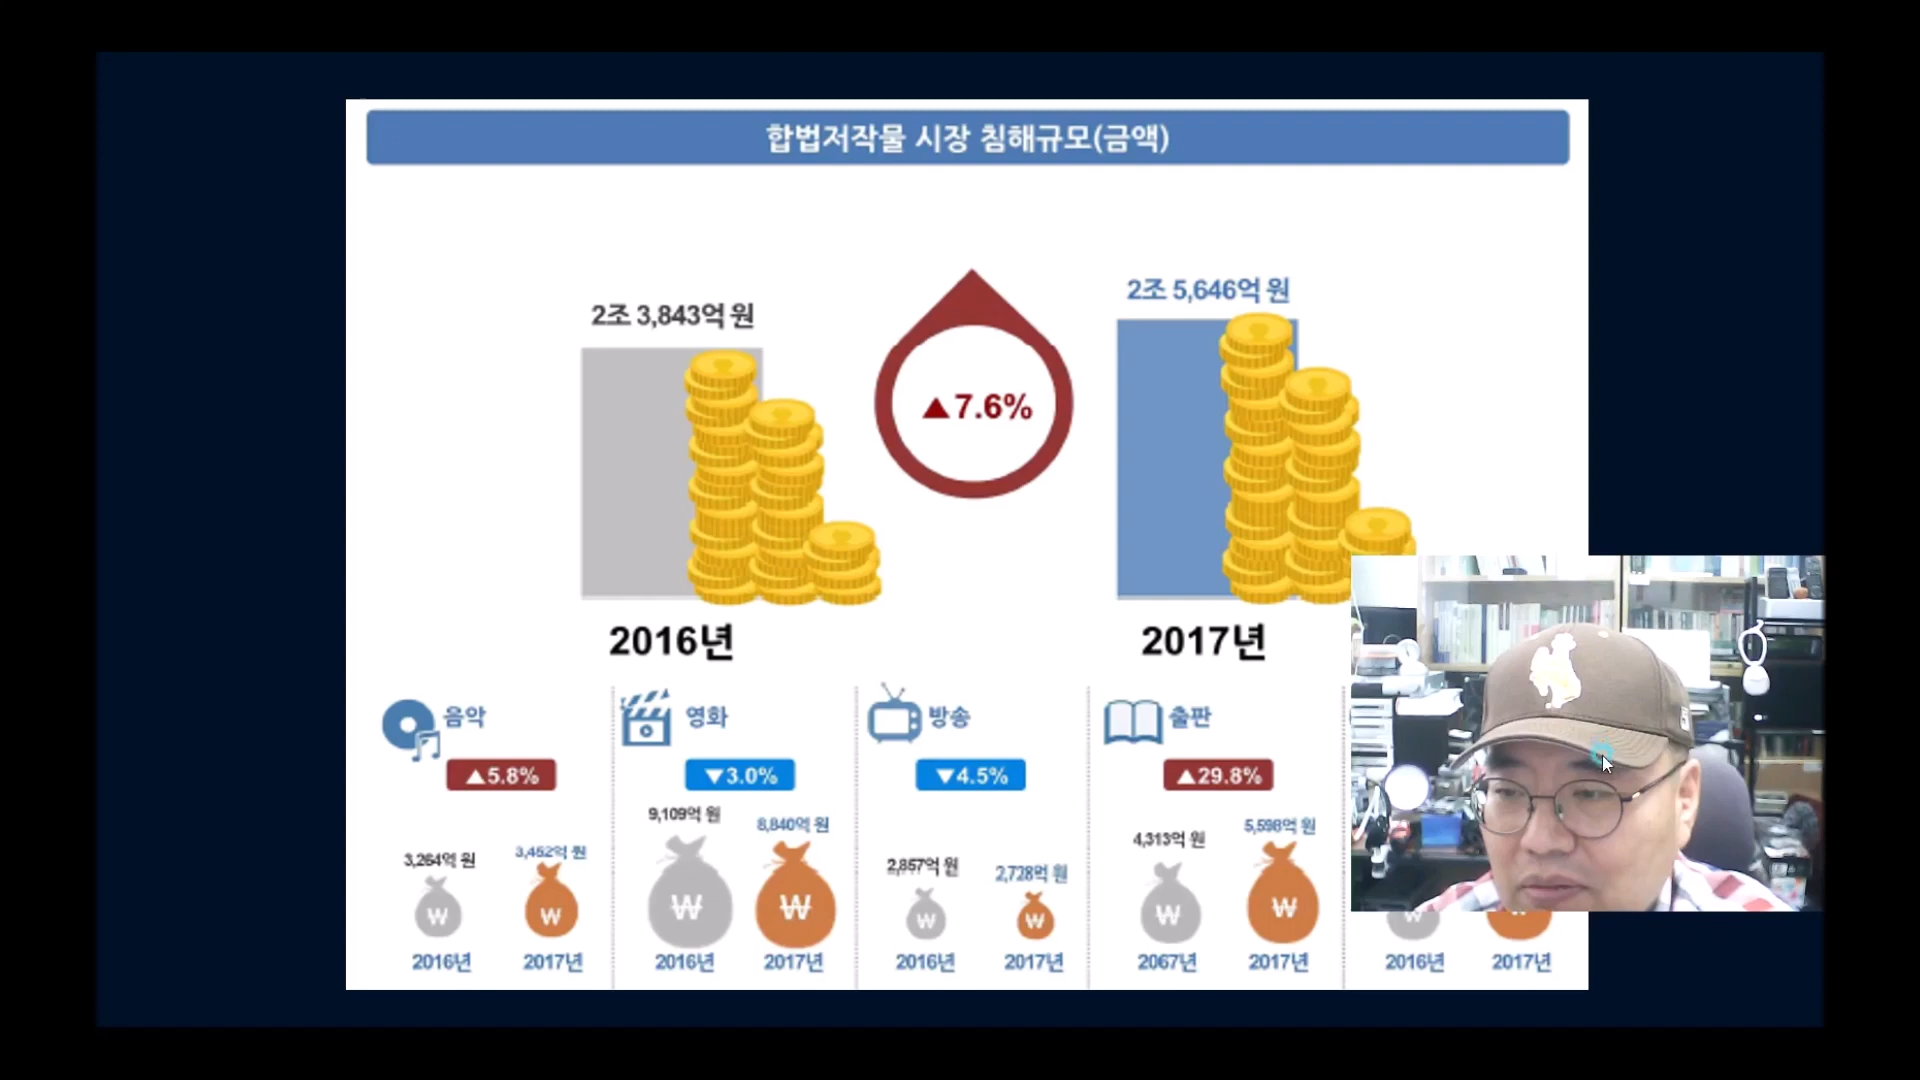 합법저작물 시장 침해규모(금액)
2조 3,843억 원
2조 5,646억 원
▲7.6%
2016년
2017년
음악
▲5.8%
3,264억 원
3,452억 원
2016년
2017년
영화
▼3.0%
9,109억 원
8,840억 원
2016년
2017년
방송
▼4.5%
2,857억 원
2,728억 원
2016년
2017년
출판
▲29.8%
4,313억 원
5,598억 원
2067년
2017년
2016년
2017년